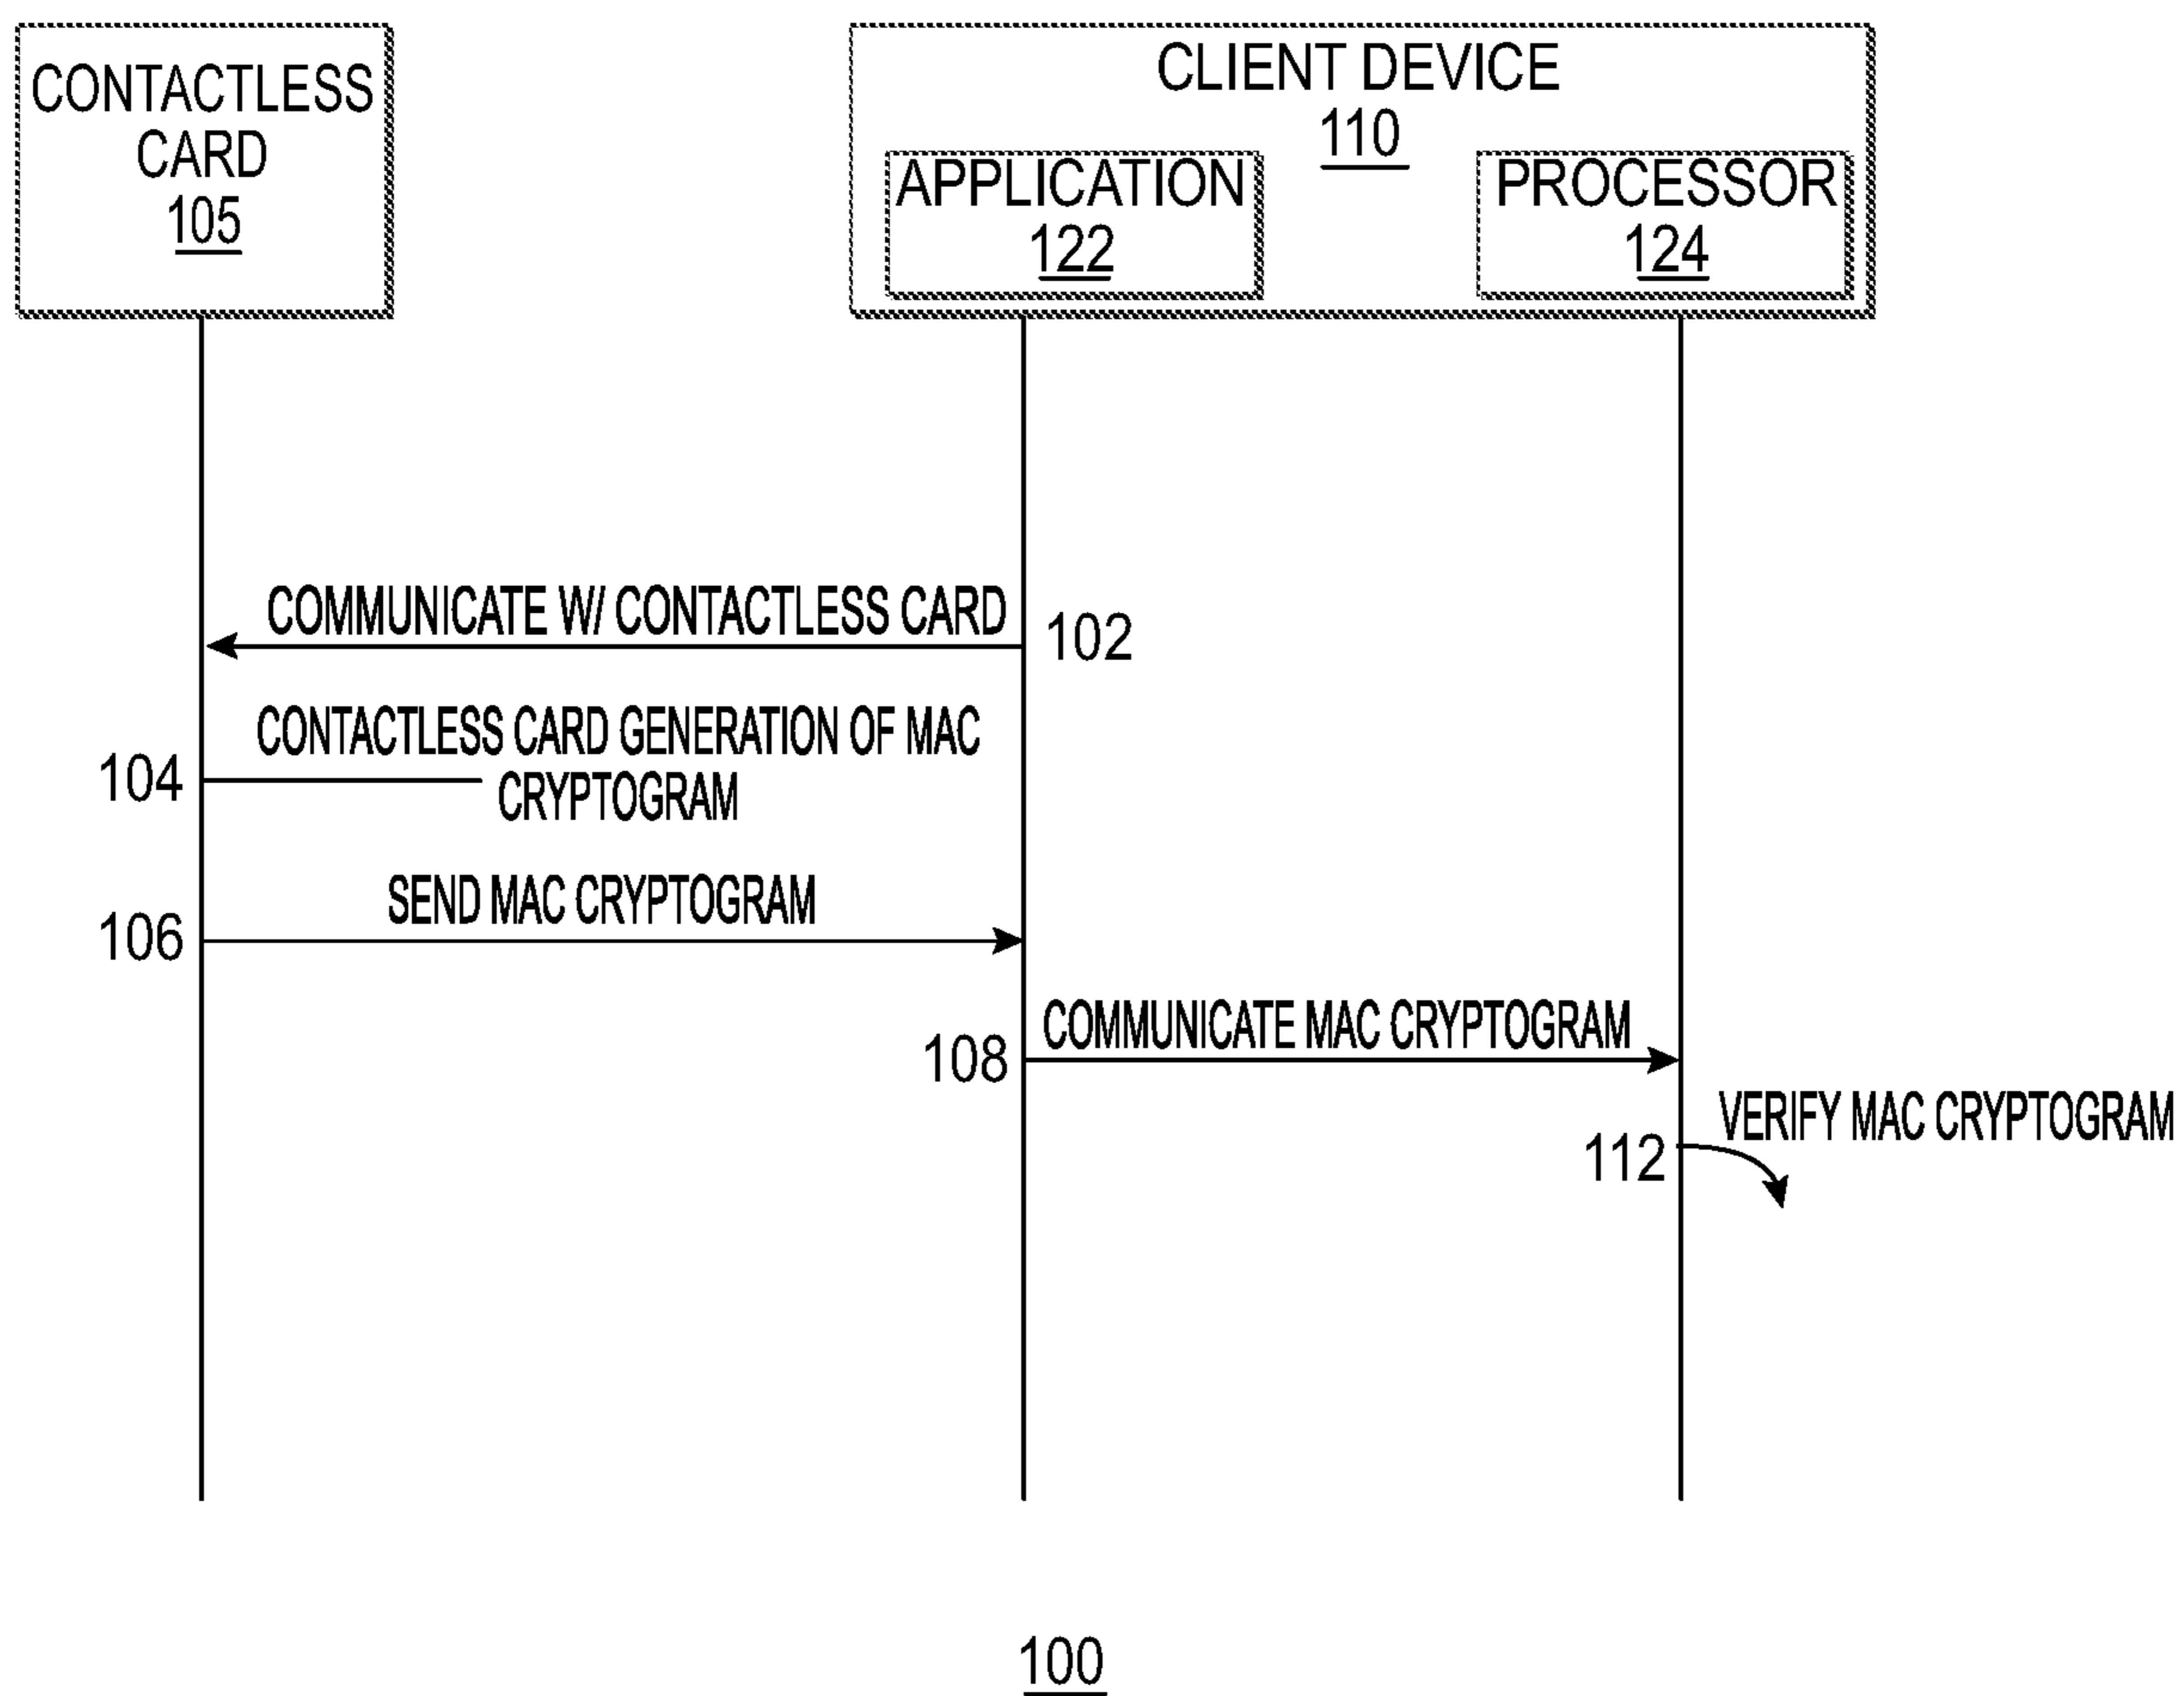 CONTACTLESS
CARD
105
CLIENT DEVICE
110
APPLICATION
122
PROCESSOR
124
COMMUNICATE W/ CONTACTLESS CARD
102
CONTACTLESS CARD GENERATION OF MAC
104
CRYPTOGRAM
SEND MAC CRYPTOGRAM
106
COMMUNICATE MAC CRYPTOGRAM
108
VERIFY MAC CRYPTOGRAM
112
100